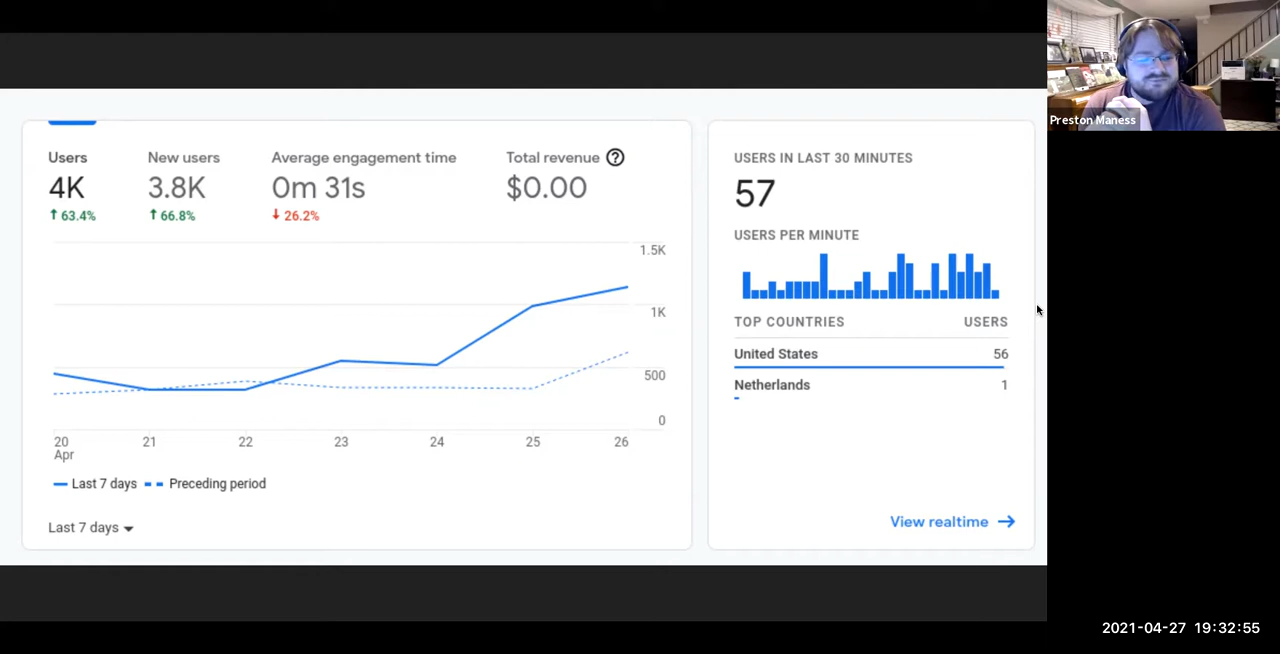 Preston Maness
Users
4K
63.4%
New users
3.8K
66.8%
Average engagement time
0m 31s
26.2%
Total revenue ?
$0.00
1.5K
1K
500
0
20 21 22 23 24 25 26
Apr
Last 7 days Preceding period
Last 7 days
USERS IN LAST 30 MINUTES
57
USERS PER MINUTE
TOP COUNTRIES USERS
United States 56
Netherlands 1
View realtime
2021-04-27 19:32:55